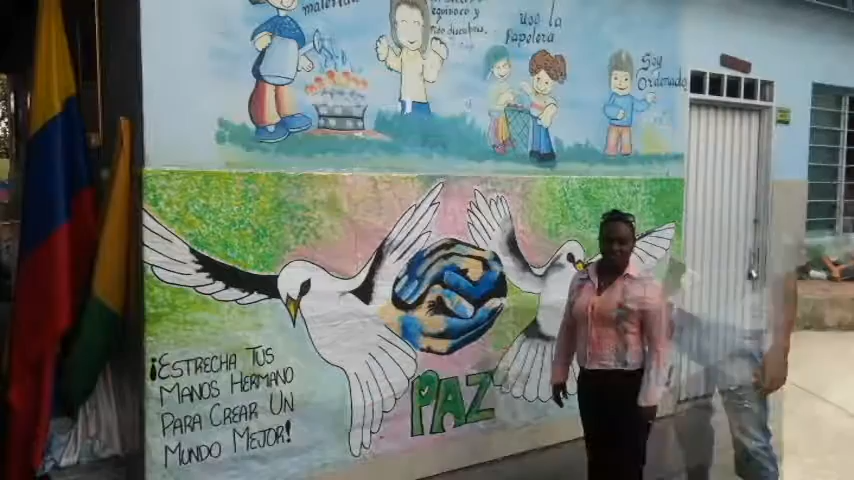 Uso la
Papelera
Soy
Ordenado
¡ESTRECHA TUS
MANOS HERMANO
PARA CREAR UN
MUNDO MEJOR!
PAZ